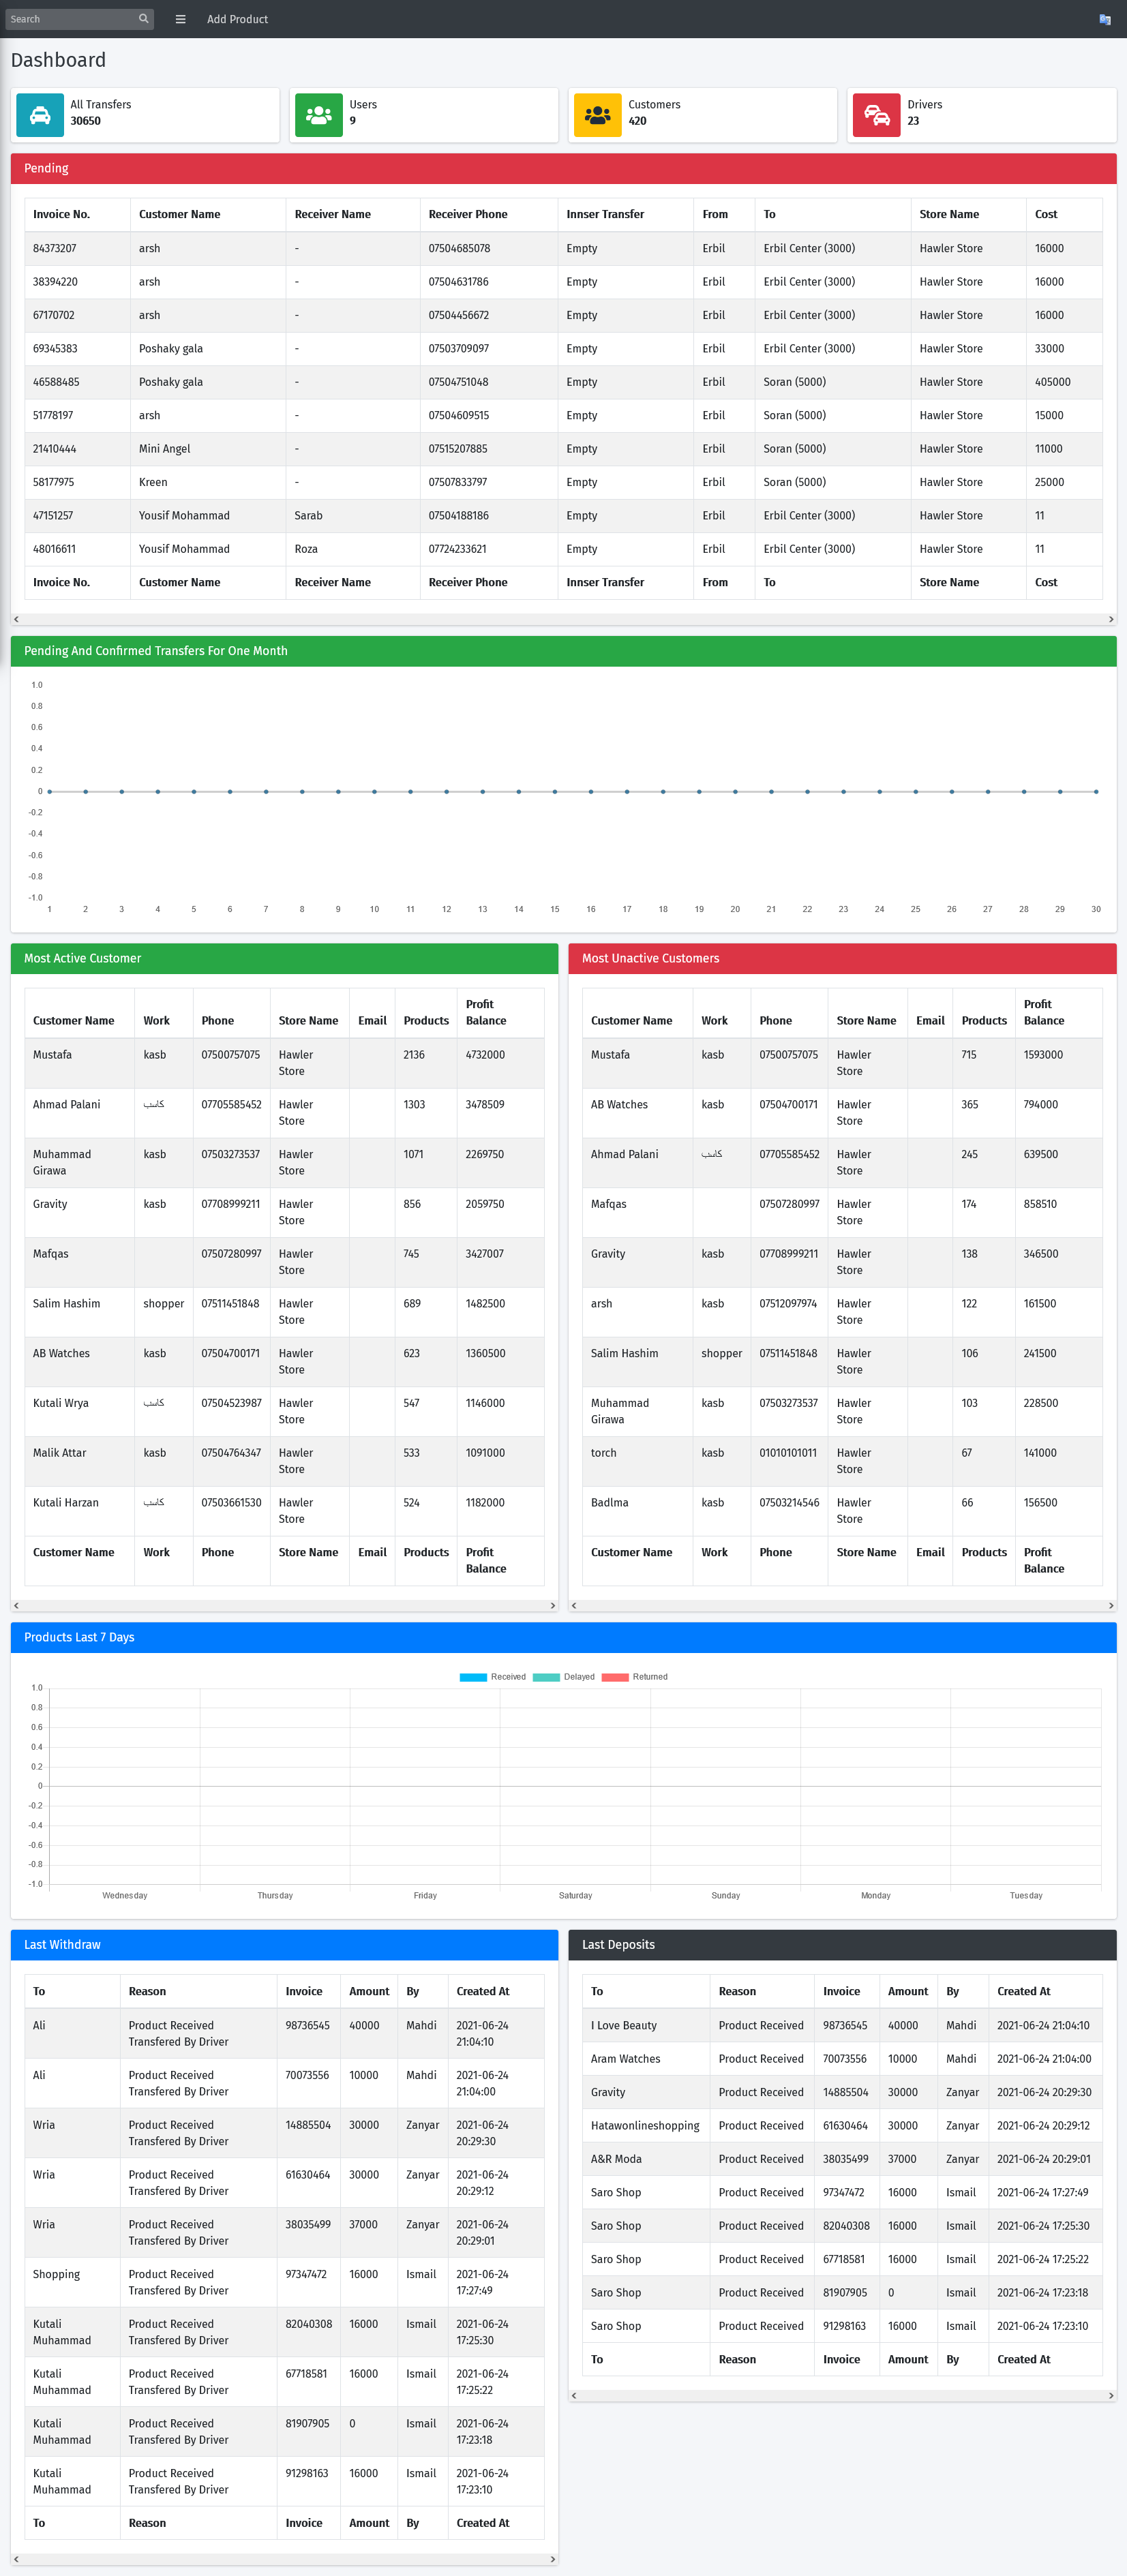 Search
Add Product
Dashboard
All Transfers
30650
Users
9
Customers
420
Drivers
23
Pending
Invoice No. Customer Name Receiver Name Receiver Phone Innser Transfer From To Store Name Cost
84373207 arsh - 07504685078 Empty Erbil Erbil Center (3000) Hawler Store 16000
38394220 arsh - 07504631786 Empty Erbil Erbil Center (3000) Hawler Store 16000
67170702 arsh - 07504456672 Empty Erbil Erbil Center (3000) Hawler Store 16000
69345383 Poshaky gala - 07503709097 Empty Erbil Erbil Center (3000) Hawler Store 33000
46588485 Poshaky gala - 07504751048 Empty Erbil Soran (5000) Hawler Store 405000
51778197 arsh - 07504609515 Empty Erbil Soran (5000) Hawler Store 15000
21410444 Mini Angel - 07515207885 Empty Erbil Soran (5000) Hawler Store 11000
58177975 Kreen - 07507833797 Empty Erbil Soran (5000) Hawler Store 25000
47151257 Yousif Mohammad Sarab 07504188186 Empty Erbil Erbil Center (3000) Hawler Store 11
48016611 Yousif Mohammad Roza 07724233621 Empty Erbil Erbil Center (3000) Hawler Store 11
Invoice No. Customer Name Receiver Name Receiver Phone Innser Transfer From To Store Name Cost
Pending And Confirmed Transfers For One Month
1.0
0.8
0.6
0.4
0.2
0
-0.2
-0.4
-0.6
-0.8
-1.0
1 2 3 4 5 6 7 8 9 10 11 12 13 14 15 16 17 18 19 20 21 22 23 24 25 26 27 28 29 30
Most Active Customer
Customer Name Work Phone Store Name Email Products Profit Balance
Mustafa kasb 07500757075 Hawler Store 2136 4732000
Ahmad Palani کاسب 07705585452 Hawler Store 1303 3478509
Muhammad Girawa kasb 07503273537 Hawler Store 1071 2269750
Gravity kasb 07708999211 Hawler Store 856 2059750
Mafqas 07507280997 Hawler Store 745 3427007
Salim Hashim shopper 07511451848 Hawler Store 689 1482500
AB Watches kasb 07504700171 Hawler Store 623 1360500
Kutali Wrya کاسب 07504523987 Hawler Store 547 1146000
Malik Attar kasb 07504764347 Hawler Store 533 1091000
Kutali Harzan کاسب 07503661530 Hawler Store 524 1182000
Customer Name Work Phone Store Name Email Products Profit Balance
Most Unactive Customers
Customer Name Work Phone Store Name Email Products Profit Balance
Mustafa kasb 07500757075 Hawler Store 715 1593000
AB Watches kasb 07504700171 Hawler Store 365 794000
Ahmad Palani کاسب 07705585452 Hawler Store 245 639500
Mafqas 07507280997 Hawler Store 174 858510
Gravity kasb 07708999211 Hawler Store 138 346500
arsh kasb 07512097974 Hawler Store 122 161500
Salim Hashim shopper 07511451848 Hawler Store 106 241500
Muhammad Girawa kasb 07503273537 Hawler Store 103 228500
torch kasb 01010101011 Hawler Store 67 141000
Badlma kasb 07503214546 Hawler Store 66 156500
Customer Name Work Phone Store Name Email Products Profit Balance
Products Last 7 Days
Received Delayed Returned
1.0
0.8
0.6
0.4
0.2
0
-0.2
-0.4
-0.6
-0.8
-1.0
Wednesday Thursday Friday Saturday Sunday Monday Tuesday
Last Withdraw
To Reason Invoice Amount By Created At
Ali Product Received Transfered By Driver 98736545 40000 Mahdi 2021-06-24 21:04:10
Ali Product Received Transfered By Driver 70073556 10000 Mahdi 2021-06-24 21:04:00
Wria Product Received Transfered By Driver 14885504 30000 Zanyar 2021-06-24 20:29:30
Wria Product Received Transfered By Driver 61630464 30000 Zanyar 2021-06-24 20:29:12
Wria Product Received Transfered By Driver 38035499 37000 Zanyar 2021-06-24 20:29:01
Shopping Product Received Transfered By Driver 97347472 16000 Ismail 2021-06-24 17:27:49
Kutali Muhammad Product Received Transfered By Driver 82040308 16000 Ismail 2021-06-24 17:25:30
Kutali Muhammad Product Received Transfered By Driver 67718581 16000 Ismail 2021-06-24 17:25:22
Kutali Muhammad Product Received Transfered By Driver 81907905 0 Ismail 2021-06-24 17:23:18
Kutali Muhammad Product Received Transfered By Driver 91298163 16000 Ismail 2021-06-24 17:23:10
To Reason Invoice Amount By Created At
Last Deposits
To Reason Invoice Amount By Created At
I Love Beauty Product Received 98736545 40000 Mahdi 2021-06-24 21:04:10
Aram Watches Product Received 70073556 10000 Mahdi 2021-06-24 21:04:00
Gravity Product Received 14885504 30000 Zanyar 2021-06-24 20:29:30
Hatawonlineshopping Product Received 61630464 30000 Zanyar 2021-06-24 20:29:12
A&R Moda Product Received 38035499 37000 Zanyar 2021-06-24 20:29:01
Saro Shop Product Received 97347472 16000 Ismail 2021-06-24 17:27:49
Saro Shop Product Received 82040308 16000 Ismail 2021-06-24 17:25:30
Saro Shop Product Received 67718581 16000 Ismail 2021-06-24 17:25:22
Saro Shop Product Received 81907905 0 Ismail 2021-06-24 17:23:18
Saro Shop Product Received 91298163 16000 Ismail 2021-06-24 17:23:10
To Reason Invoice Amount By Created At